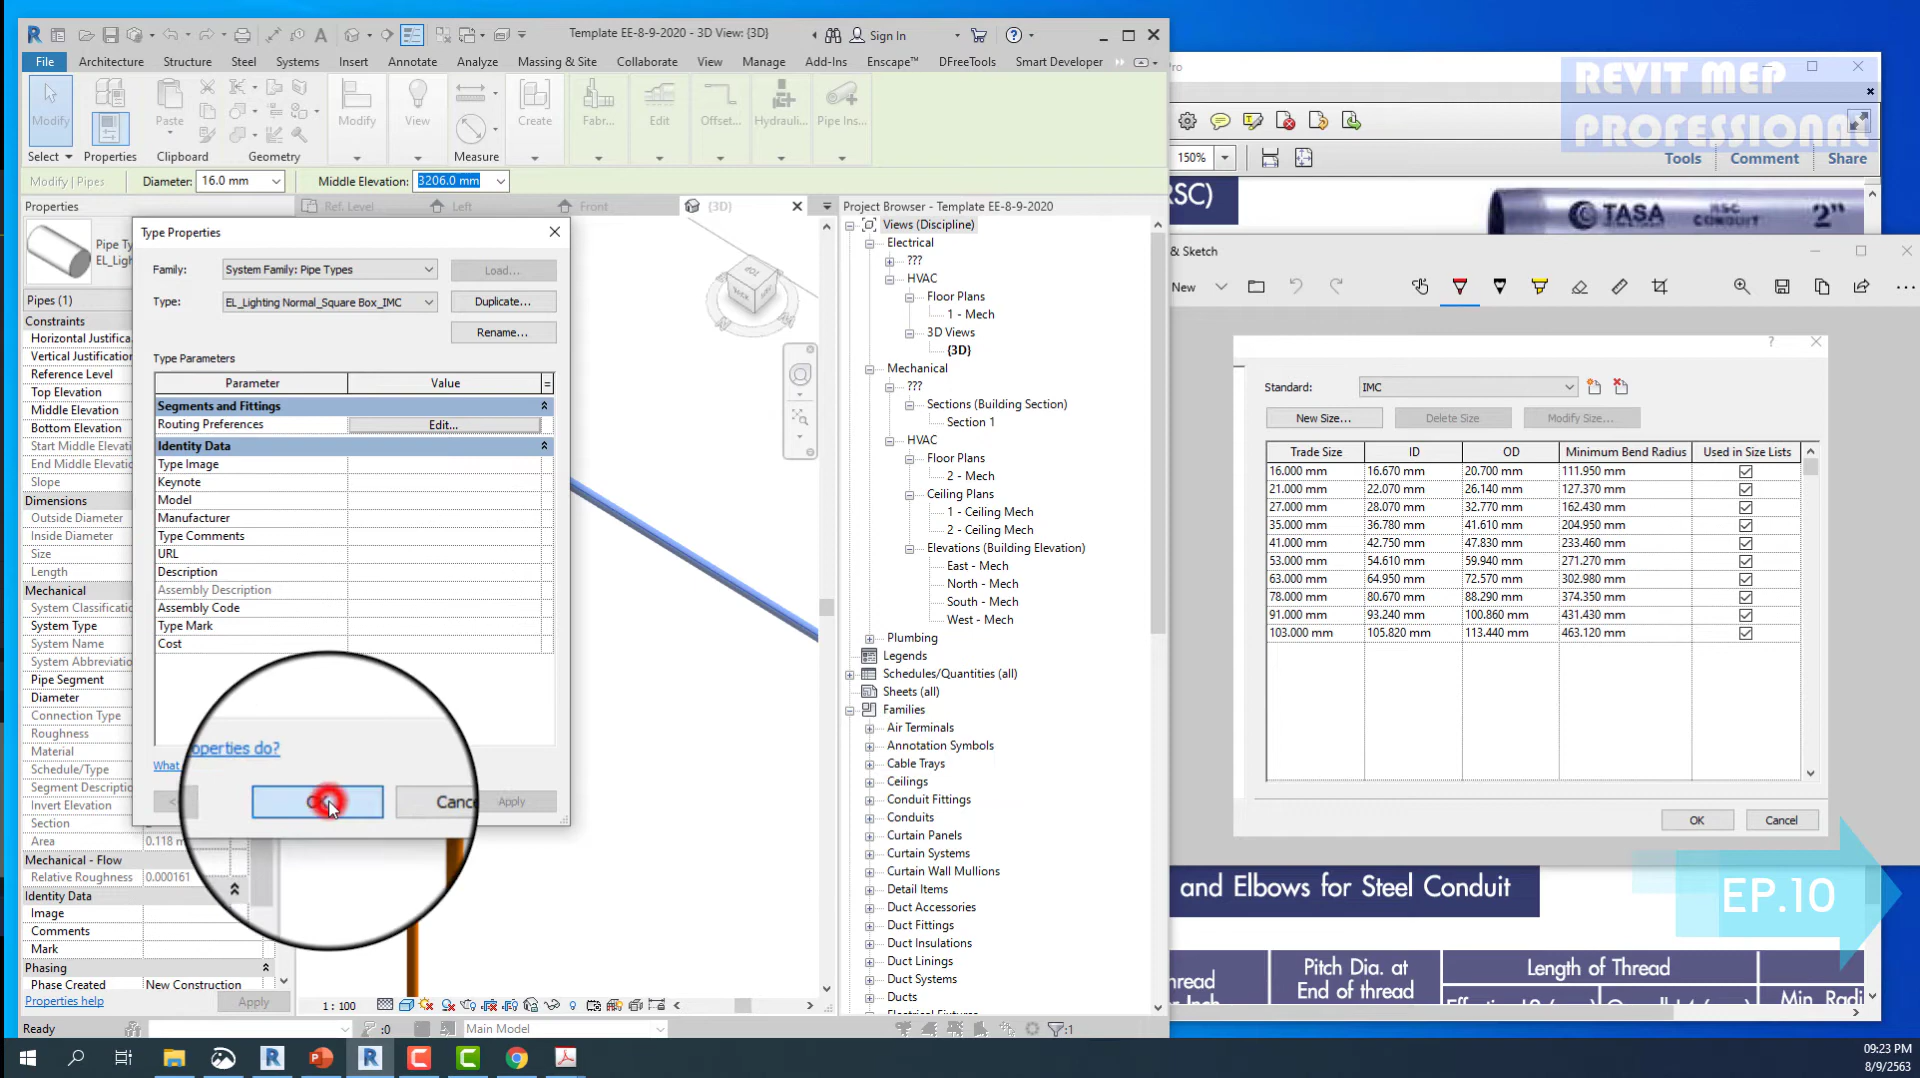 Template EE-8-9-2020 - 3D View: {3D}
Sign In
File Architecture Structure Steel Systems Insert Annotate Analyze Massing & Site Collaborate View Manage Add-Ins Enscape™ DFreeTools Smart Developer
Modify Paste Modify View Create Fabr... Edit Offset... Hydrauli... Pipe Ins...
Select Properties Clipboard Geometry Measure
Modify | Pipes Diameter: 16.0 mm Middle Elevation: 3206.0 mm
Properties
Ref. Level Left Front {3D}
Pipe Ty
EL_Ligh
Pipes (1)
Constraints
Horizontal Justifica
Vertical Justification
Reference Level
Top Elevation
Middle Elevation
Bottom Elevation
Start Middle Elevati
End Middle Elevatio
Slope
Dimensions
Outside Diameter
Inside Diameter
Size
Length
Mechanical
System Classificatio
System Type
System Name
System Abbreviatio
Pipe Segment
Diameter
Connection Type
Roughness
Material
Schedule/Type
Segment Descriptio
Invert Elevation
Section
Area 0.118 m
Mechanical - Flow
Relative Roughness 0.000161
Identity Data
Image
Comments
Mark
Phasing
Phase Created New Construction
Properties help Apply
Type Properties
Family: System Family: Pipe Types Load...
Type: EL_Lighting Normal_Square Box_IMC Duplicate...
Rename...
Type Parameters
Parameter Value =
Segments and Fittings
Routing Preferences Edit...
Identity Data
Type Image
Keynote
Model
Manufacturer
Type Comments
URL
Description
Assembly Description
Assembly Code
Type Mark
Cost
operties do?
What
Apply
1 : 100
Ready Main Model :0 :1
Project Browser - Template EE-8-9-2020
Views (Discipline)
Electrical
???
HVAC
Floor Plans
1 - Mech
3D Views
{3D}
Mechanical
???
Sections (Building Section)
Section 1
HVAC
Floor Plans
2 - Mech
Ceiling Plans
1 - Ceiling Mech
2 - Ceiling Mech
Elevations (Building Elevation)
East - Mech
North - Mech
South - Mech
West - Mech
Plumbing
Legends
Schedules/Quantities (all)
Sheets (all)
Families
Air Terminals
Annotation Symbols
Cable Trays
Ceilings
Conduit Fittings
Conduits
Curtain Panels
Curtain Systems
Curtain Wall Mullions
Detail Items
Duct Accessories
Duct Fittings
Duct Insulations
Duct Linings
Duct Systems
Ducts
REVIT MEP
PROFESSIONAL
150%
Tools Comment Share
RSC)
TASA RSC CONDUIT 2"
& Sketch
New
Standard: IMC
New Size... Delete Size Modify Size...
Trade Size ID OD Minimum Bend Radius Used in Size Lists
16.000 mm 16.670 mm 20.700 mm 111.950 mm
21.000 mm 22.070 mm 26.140 mm 127.370 mm
27.000 mm 28.070 mm 32.770 mm 162.430 mm
35.000 mm 36.780 mm 41.610 mm 204.950 mm
41.000 mm 42.750 mm 47.830 mm 233.460 mm
53.000 mm 54.610 mm 59.940 mm 271.270 mm
63.000 mm 64.950 mm 72.570 mm 302.980 mm
78.000 mm 80.670 mm 88.290 mm 374.350 mm
91.000 mm 93.240 mm 100.860 mm 431.430 mm
103.000 mm 105.820 mm 113.440 mm 463.120 mm
OK Cancel
and Elbows for Steel Conduit
EP.10
Pitch Dia. at
End of thread
Length of Thread
09:23 PM
8/9/2563